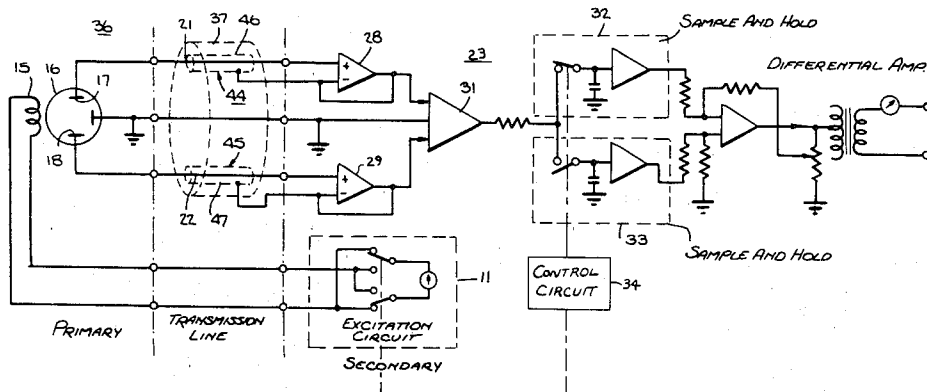 36
21
37
46
28
32
SAMPLE AND HOLD
15
16
17
44
23
DIFFERENTIAL AMP.
31
18
45
29
22
47
33
SAMPLE AND HOLD
11
CONTROL
CIRCUIT
34
PRIMARY
TRANSMISSION
LINE
EXCITATION
CIRCUIT
SECONDARY